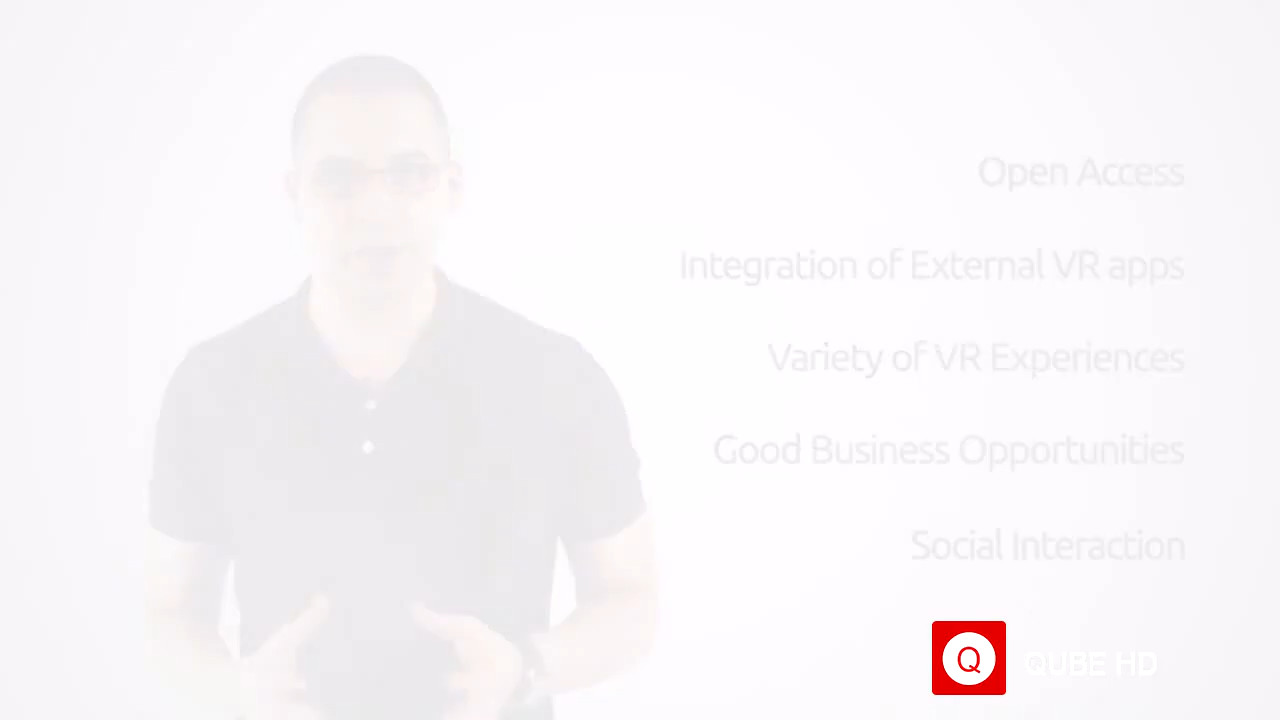 Open Access
Integration of External VR apps
Variety of VR Experiences
Good Business Opportunities
Social Interaction
Q QUBE HD